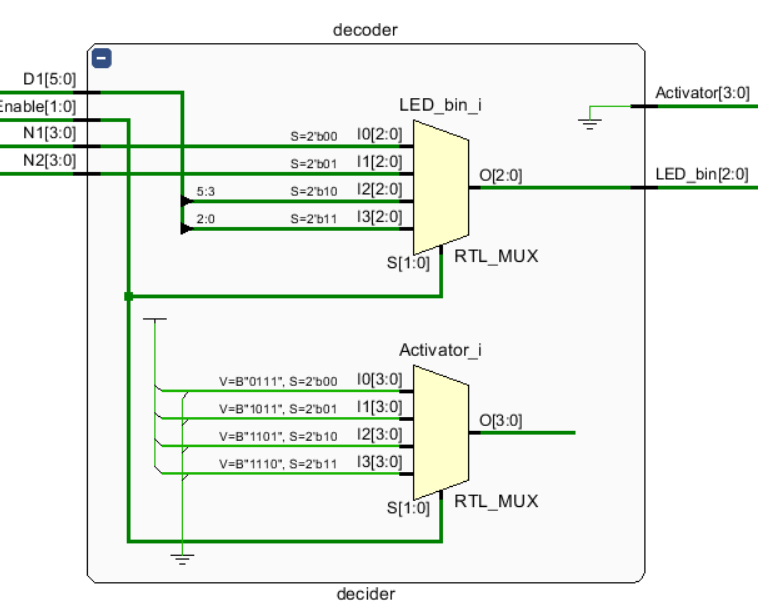 decoder
D1[5:0]
Enable[1:0]
N1[3:0]
N2[3:0]
LED_bin_i
S=2'b00 I0[2:0]
S=2'b01 I1[2:0]
5:3 S=2'b10 I2[2:0]
2:0 S=2'b11 I3[2:0]
O[2:0]
S[1:0] RTL_MUX
Activator[3:0]
LED_bin[2:0]
Activator_i
V=B"0111", S=2'b00 I0[3:0]
V=B"1011", S=2'b01 I1[3:0]
V=B"1101", S=2'b10 I2[3:0]
V=B"1110", S=2'b11 I3[3:0]
O[3:0]
S[1:0] RTL_MUX
decider